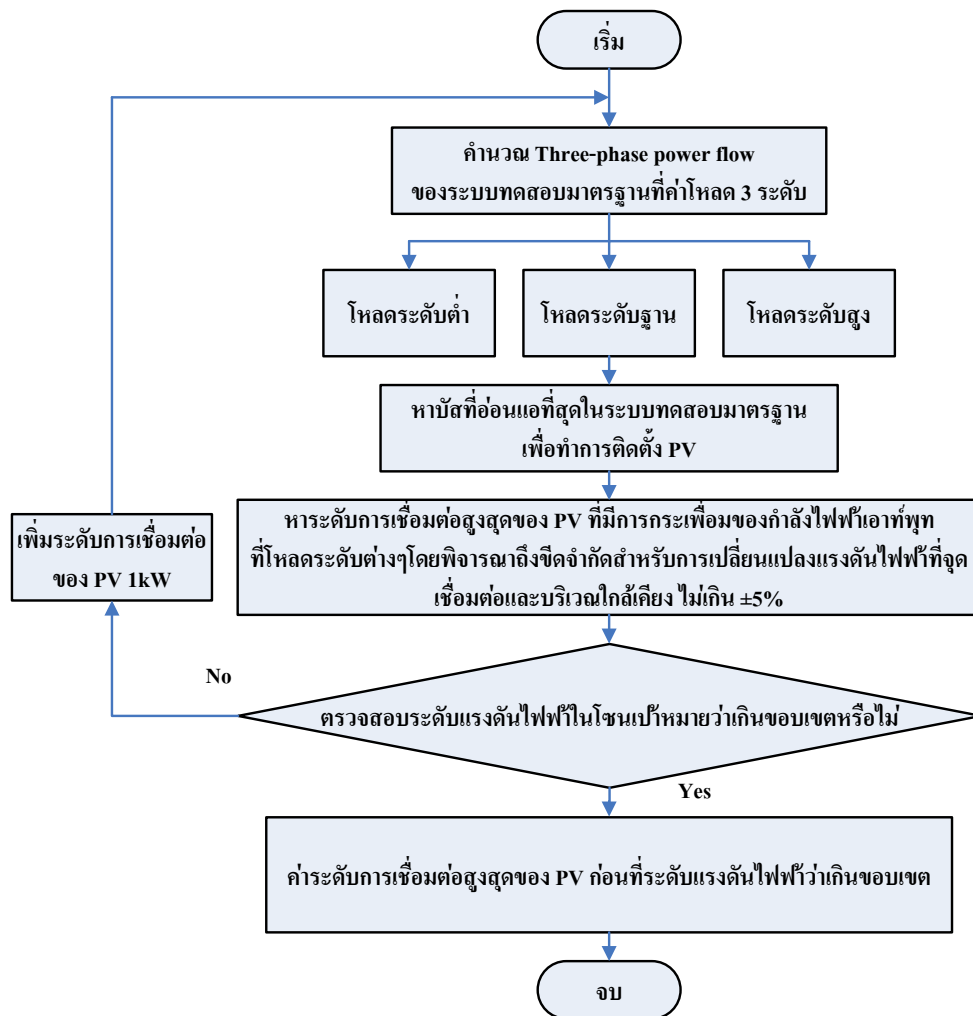 เริ่ม
คำนวณ Three-phase power flow
ของระบบทดสอบมาตรฐานที่ค่าโหลด 3 ระดับ
โหลดระดับต่ำ
โหลดระดับฐาน
โหลดระดับสูง
หาบัสที่อ่อนแอที่สุดในระบบทดสอบมาตรฐาน
เพื่อทำการติดตั้ง PV
หาระดับการเชื่อมต่อสูงสุดของ PV ที่มีการกระเพื่อมของกำลังไฟฟ้าเอาท์พุท
ที่โหลดระดับต่างๆโดยพิจารณาถึงขีดจำกัดสำหรับการเปลี่ยนแปลงแรงดันไฟฟ้าที่จุด
เชื่อมต่อและบริเวณใกล้เคียง ไม่เกิน ±5%
เพิ่มระดับการเชื่อมต่อ
ของ PV 1kW
No
ตรวจสอบระดับแรงดันไฟฟ้าในโซนเป้าหมายว่าเกินขอบเขตหรือไม่
Yes
ค่าระดับการเชื่อมต่อสูงสุดของ PV ก่อนที่ระดับแรงดันไฟฟ้าว่าเกินขอบเขต
จบ